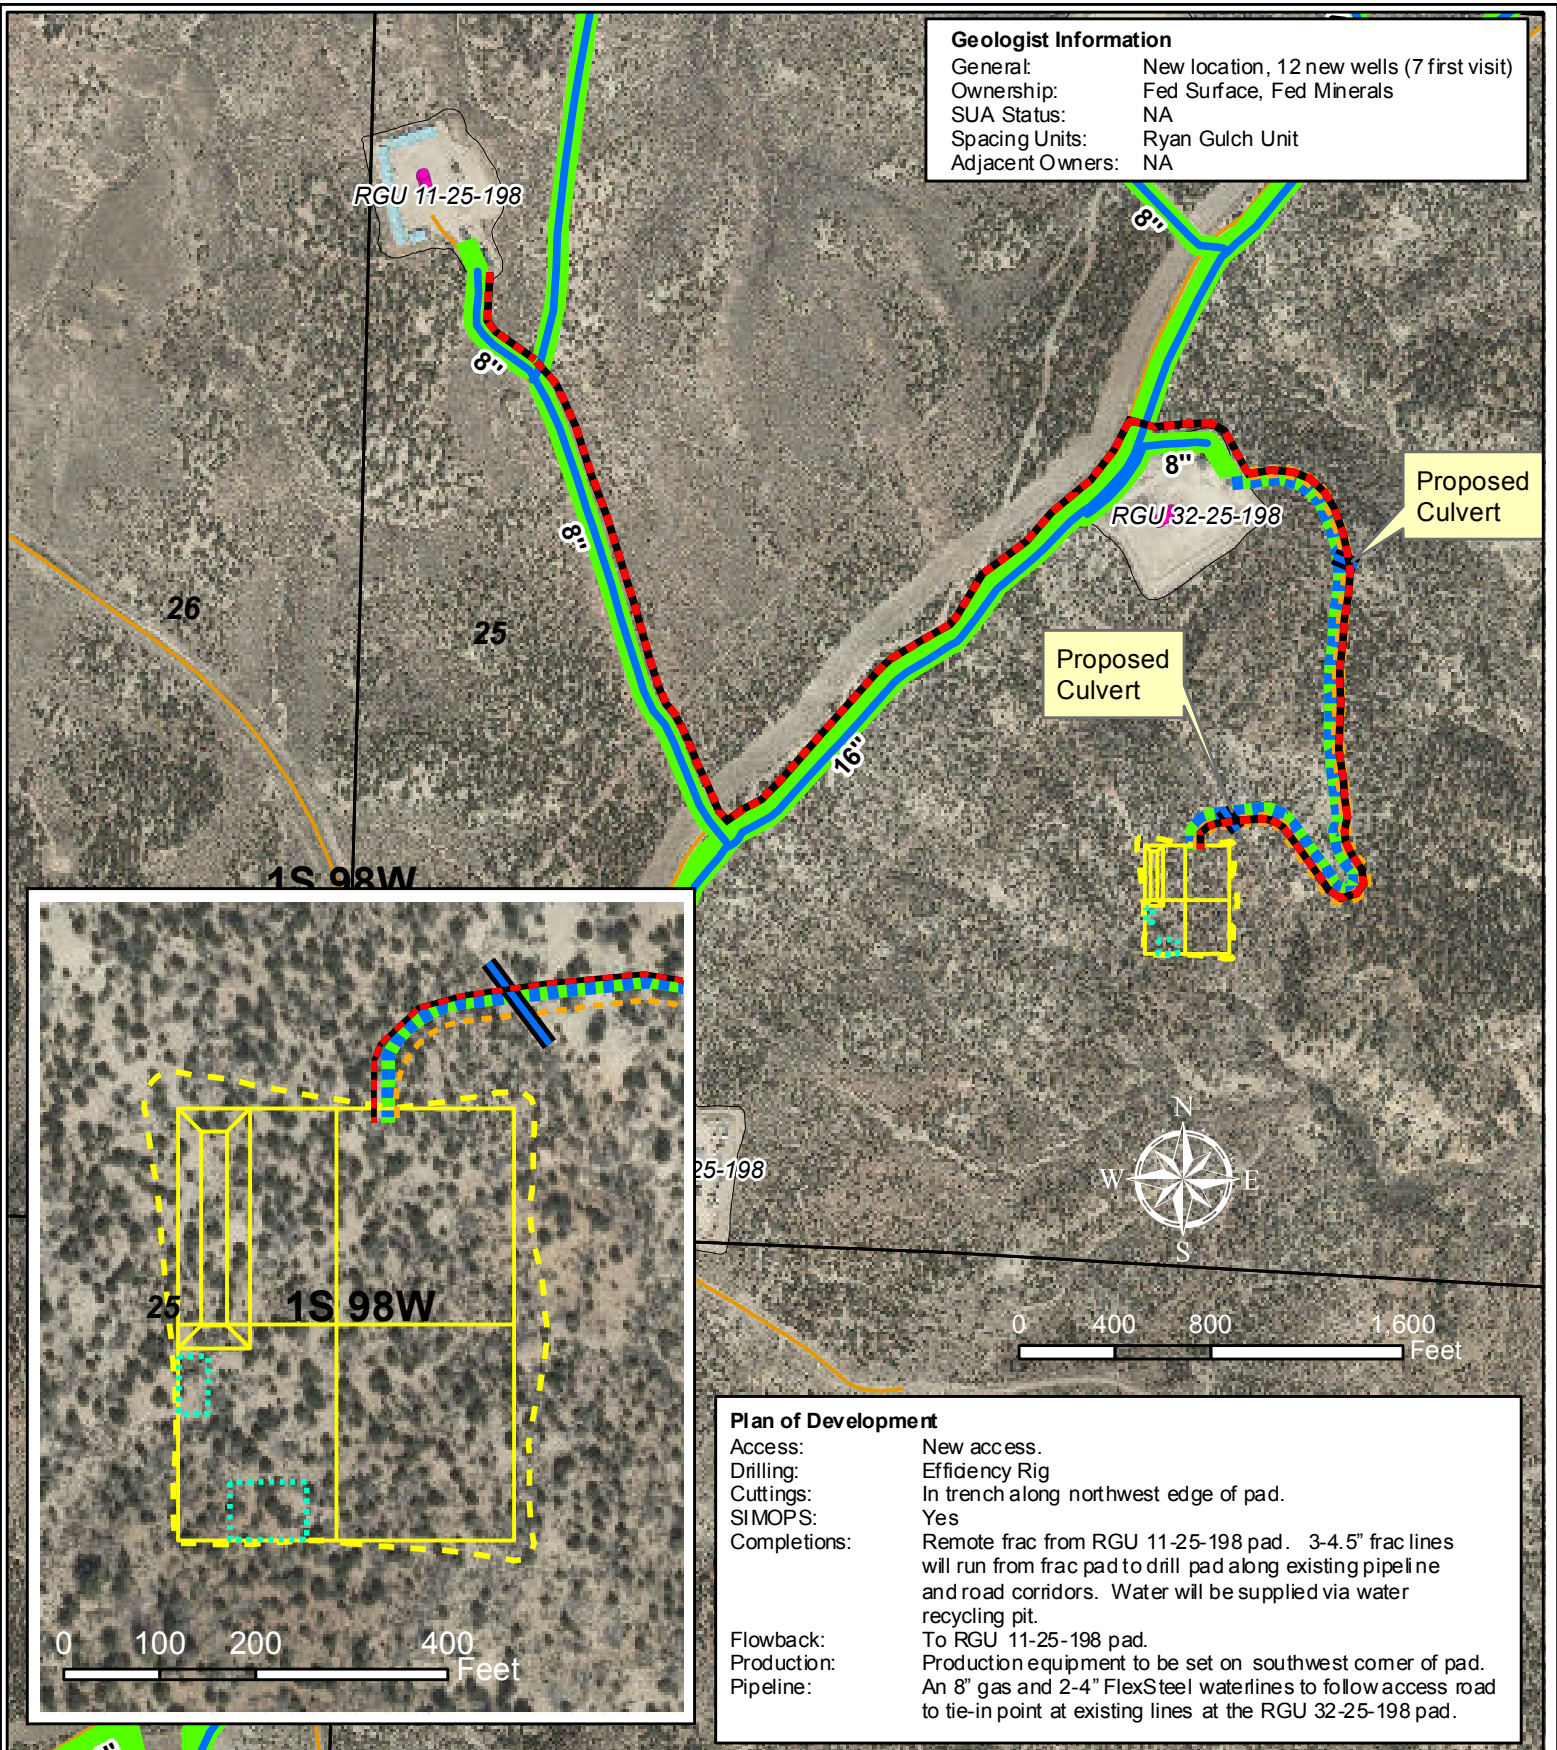 Geologist Information
General: New location, 12 new wells (7 first visit)
Ownership: Fed Surface, Fed Minerals
SUA Status: NA
Spacing Units: Ryan Gulch Unit
Adjacent Owners: NA
RGU 11-25-198
8"
8"
8"
8"
RGU 32-25-198
Proposed
Culvert
26
25
Proposed
Culvert
16"
1S 98W
25-198
N
W E
S
0 400 800 1,600
Feet
25
1S 98W
0 100 200 400
Feet
Plan of Development
Access: New access.
Drilling: Efficiency Rig
Cuttings: In trench along northwest edge of pad.
SIMOPS: Yes
Completions: Remote frac from RGU 11-25-198 pad. 3-4.5" frac lines
will run from frac pad to drill pad along existing pipeline
and road corridors. Water will be supplied via water
recycling pit.
Flowback: To RGU 11-25-198 pad.
Production: Production equipment to be set on southwest corner of pad.
Pipeline: An 8" gas and 2-4" FlexSteel waterlines to follow access road
to tie-in point at existing lines at the RGU 32-25-198 pad.